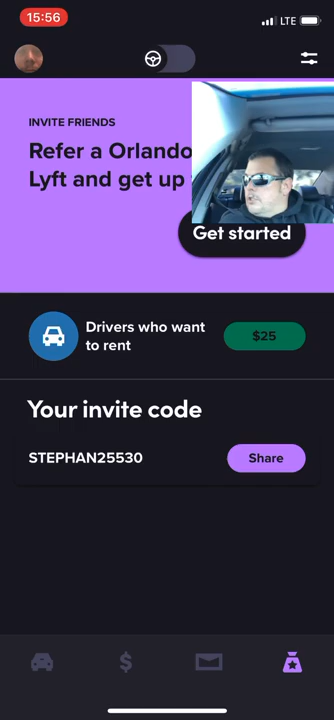 15:56
LTE
INVITE FRIENDS
Refer a Orlando
Lyft and get up
Get started
Drivers who want
to rent
$25
Your invite code
STEPHAN25530
Share